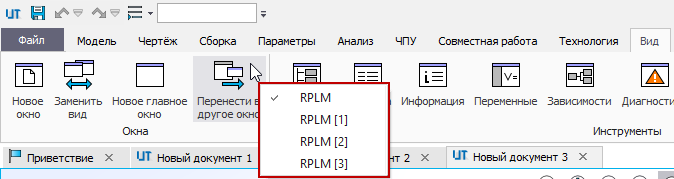 UT
Файл Модель Чертёж Сборка Параметры Анализ ЧПУ Совместная работа Технология Вид
Новое окно
Заменить вид
Новое главное окно
Перенести в другое окно
Информация
Переменные
Зависимости
Диагности
Окна
Инструменты
RPLM
RPLM [1]
RPLM [2]
RPLM [3]
Приветствие
UT Новый документ 1
2
UT Новый документ 3